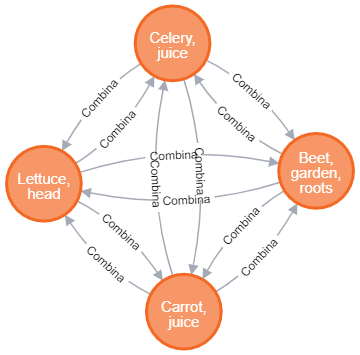 Celery,
juice
Combina
Combina
Combina
Combina
Combina
Combina
Lettuce,
head
Beet,
garden,
roots
Combina
Combina
Combina
Combina
Combina
Combina
Carrot,
juice